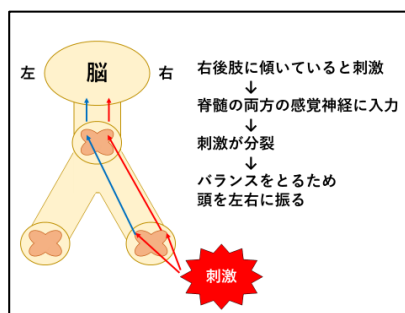 左
脳
右
右後肢に傾いていると刺激
↓
脊髄の両方の感覚神経に入力
↓
刺激が分裂
↓
バランスをとるため
頭を左右に振る
刺激